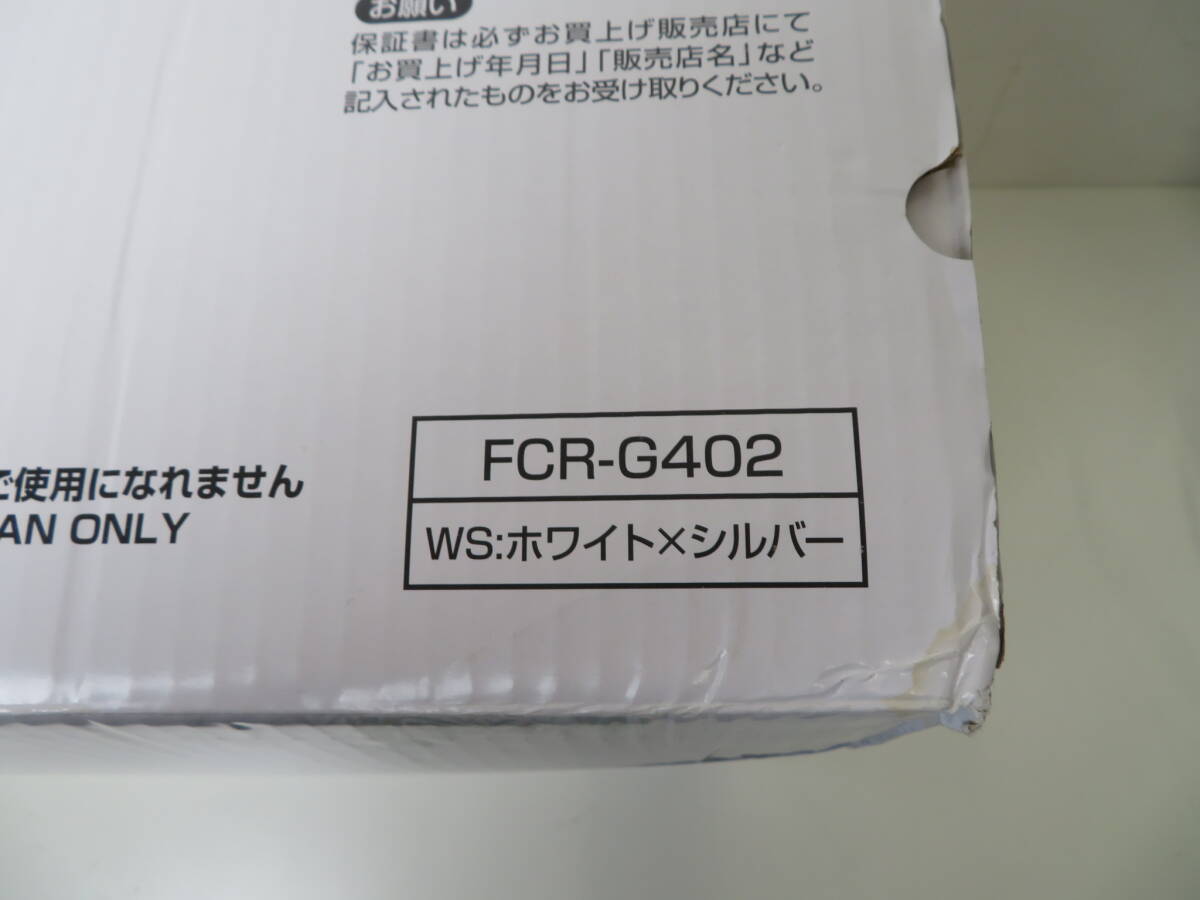 お願い
保証書は必ずお買上げ販売店にて
「お買上げ年月日」「販売店名」など
記入されたものをお受け取りください。
FCR-G402
WS:ホワイト×シルバー
使用になれません
ONLY